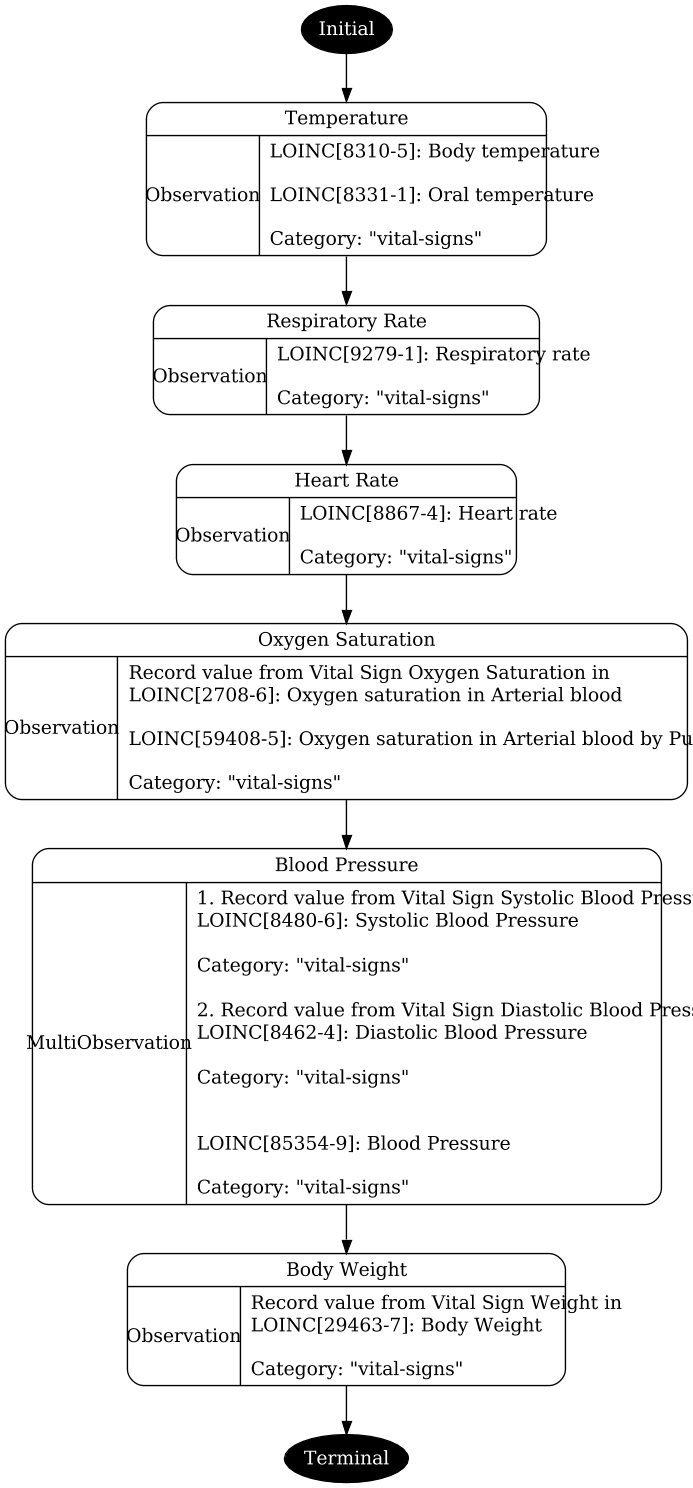 Initial
Temperature
Observation
LOINC[8310-5]: Body temperature
LOINC[8331-1]: Oral temperature
Category: "vital-signs"
Respiratory Rate
Observation
LOINC[9279-1]: Respiratory rate
Category: "vital-signs"
Heart Rate
Observation
LOINC[8867-4]: Heart rate
Category: "vital-signs"
Oxygen Saturation
Observation
Record value from Vital Sign Oxygen Saturation in
LOINC[2708-6]: Oxygen saturation in Arterial blood
LOINC[59408-5]: Oxygen saturation in Arterial blood by
Category: "vital-signs"
Blood Pressure
MultiObservation
1. Record value from Vital Sign Systolic Blood
LOINC[8480-6]: Systolic Blood Pressure
Category: "vital-signs"
2. Record value from Vital Sign Diastolic Blood
LOINC[8462-4]: Diastolic Blood Pressure
Category: "vital-signs"
LOINC[85354-9]: Blood Pressure
Category: "vital-signs"
Body Weight
Observation
Record value from Vital Sign Weight in
LOINC[29463-7]: Body Weight
Category: "vital-signs"
Terminal